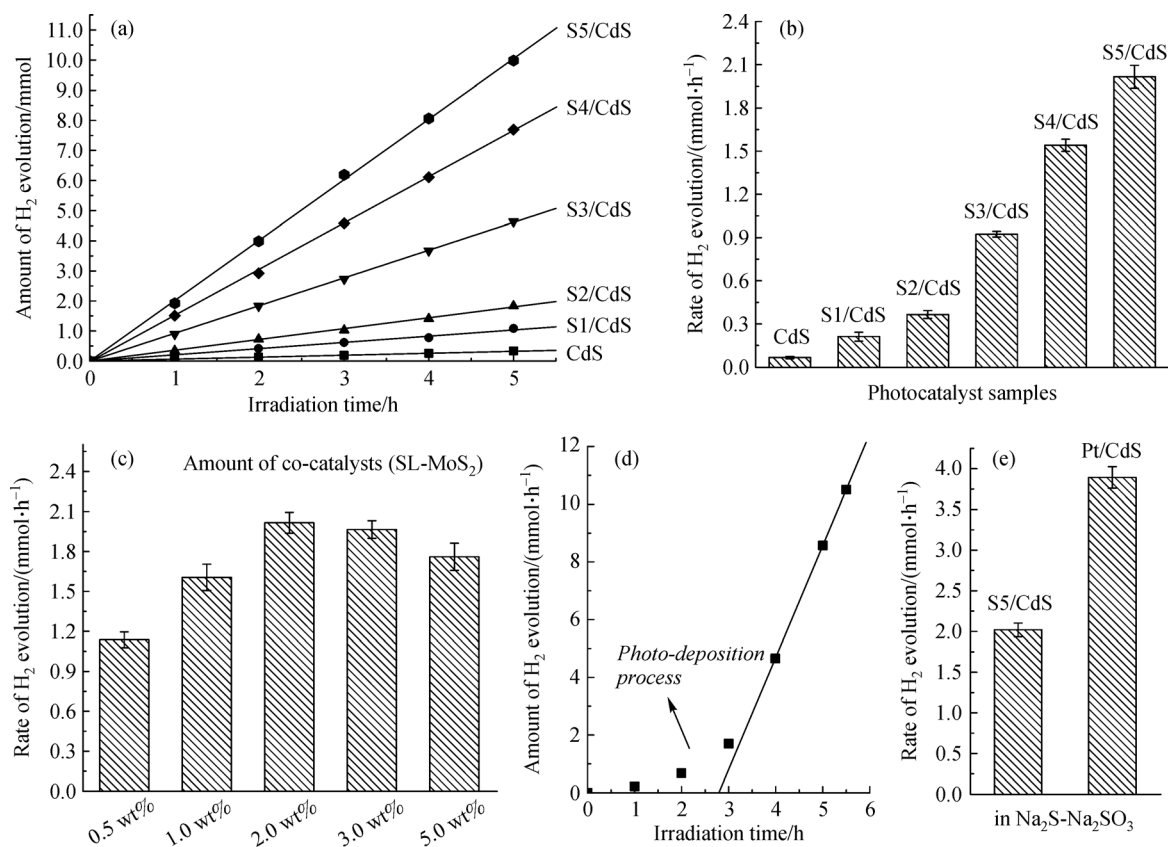 (a)
Amount of H₂ evolution/mmol
11.0
10.0
9.0
8.0
7.0
6.0
5.0
4.0
3.0
2.0
1.0
0.0
0
1
2
3
4
5
Irradiation time/h
S5/CdS
S4/CdS
S3/CdS
S2/CdS
S1/CdS
CdS
(b)
Rate of H₂ evolution/(mmol·h⁻¹)
2.4
2.1
1.8
1.5
1.2
0.9
0.6
0.3
0.0
CdS
S1/CdS
S2/CdS
S3/CdS
S4/CdS
S5/CdS
Photocatalyst samples
(c)
Amount of co-catalysts (SL-MoS₂)
Rate of H₂ evolution/(mmol·h⁻¹)
2.4
2.1
1.8
1.5
1.2
0.9
0.6
0.3
0.0
0.5 wt%
1.0 wt%
2.0 wt%
3.0 wt%
5.0 wt%
(d)
Amount of H₂ evolution/mmol
12
10
8
6
4
2
0
Photo-deposition
process
0
1
2
3
4
5
6
Irradiation time/h
(e)
Rate of H₂ evolution/(mmol·h⁻¹)
4.0
3.5
3.0
2.5
2.0
1.5
1.0
0.5
0.0
S5/CdS
Pt/CdS
in Na₂S-Na₂SO₃